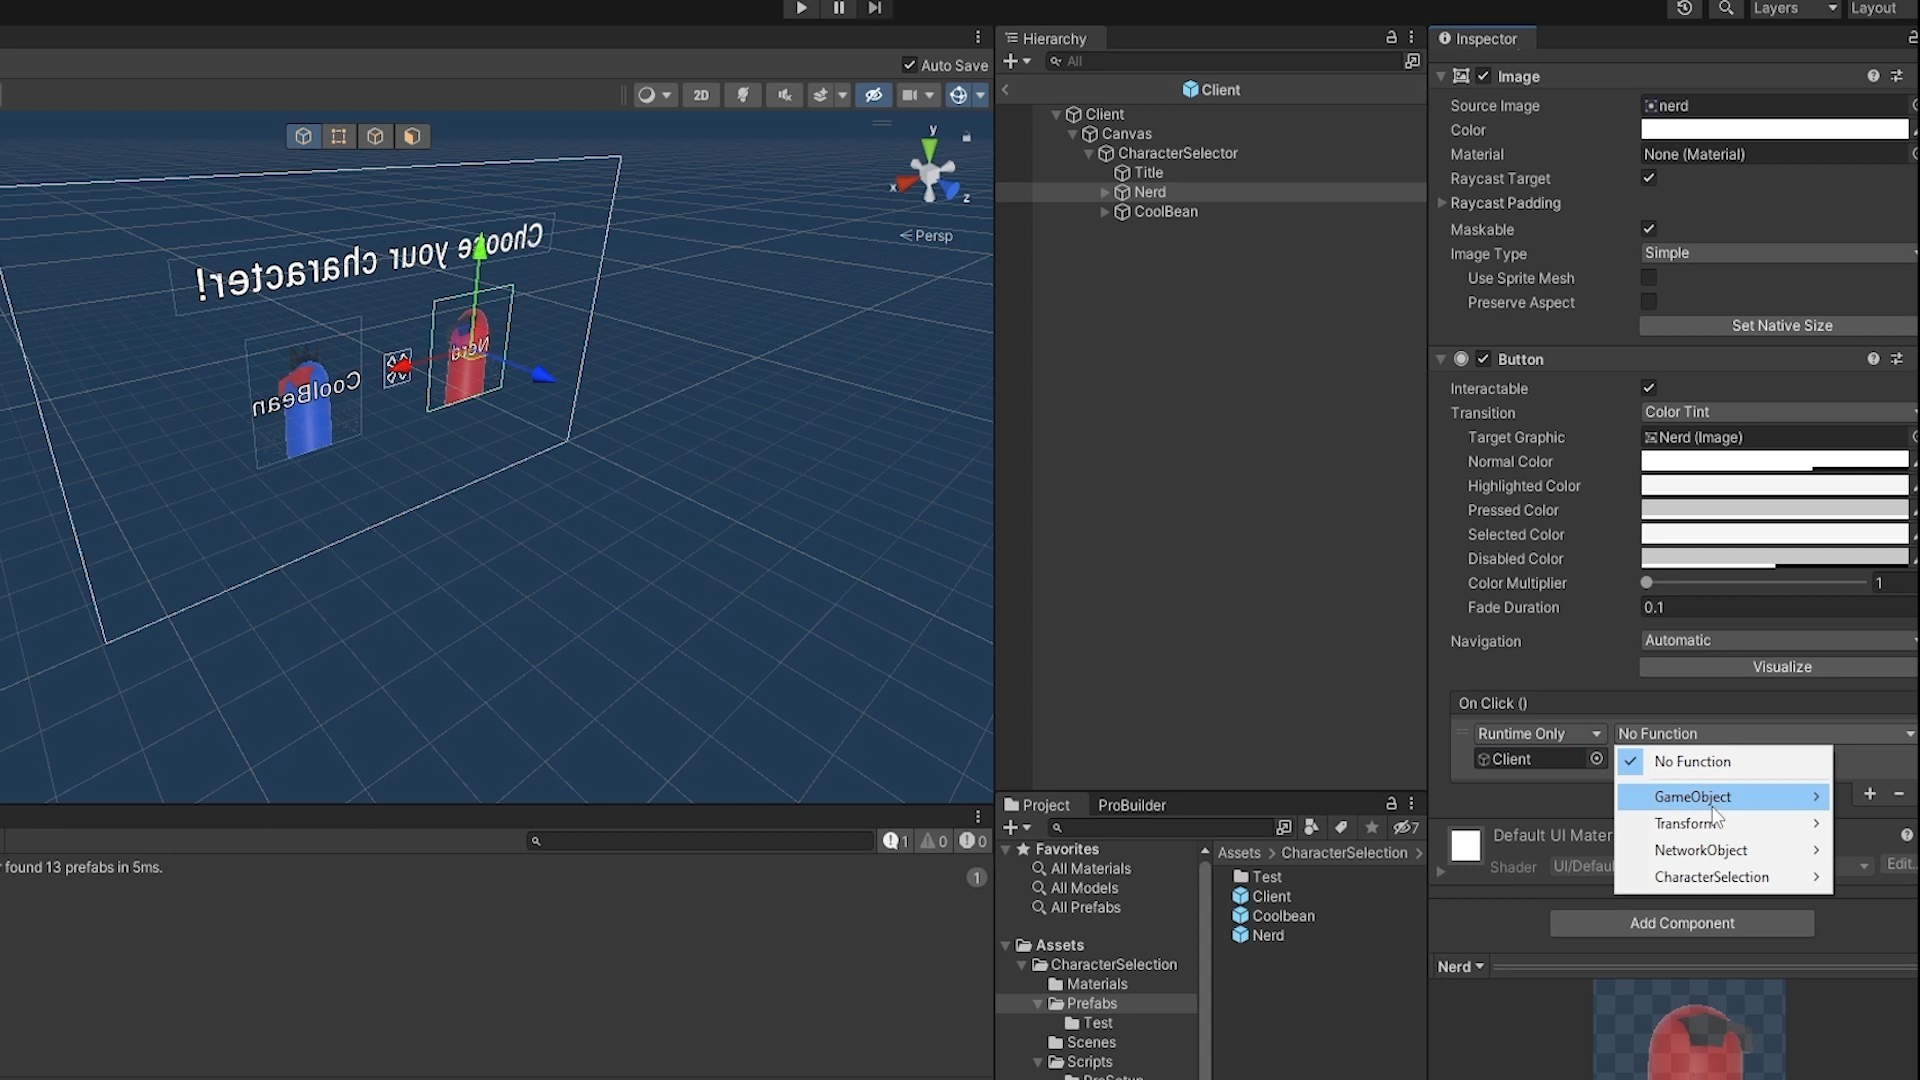 Layers
Layout
Hierarchy
Inspector
Auto Save
All
2D
Client
Image
Source Image
nerd
Color
Material
None (Material)
Raycast Target
Raycast Padding
Maskable
Image Type
Simple
Use Sprite Mesh
Preserve Aspect
Set Native Size
Client
Canvas
CharacterSelector
Title
Nerd
CoolBean
y
x
z
Persp
Choose your character!
Nerd
CoolBean
Button
Interactable
Transition
Color Tint
Target Graphic
Nerd (Image)
Normal Color
Highlighted Color
Pressed Color
Selected Color
Disabled Color
Color Multiplier
1
Fade Duration
0.1
Navigation
Automatic
Visualize
On Click ()
Runtime Only
No Function
Client
No Function
GameObject
Transform
NetworkObject
CharacterSelection
Default UI Mater
Shader
UI/Defau
Edit...
Add Component
Nerd
Project
ProBuilder
7
Favorites
All Materials
All Models
All Prefabs
Assets
CharacterSelection
Materials
Prefabs
Test
Scenes
Scripts
Assets > CharacterSelection >
Test
Client
Coolbean
Nerd
1
0
0
found 13 prefabs in 5ms.
1